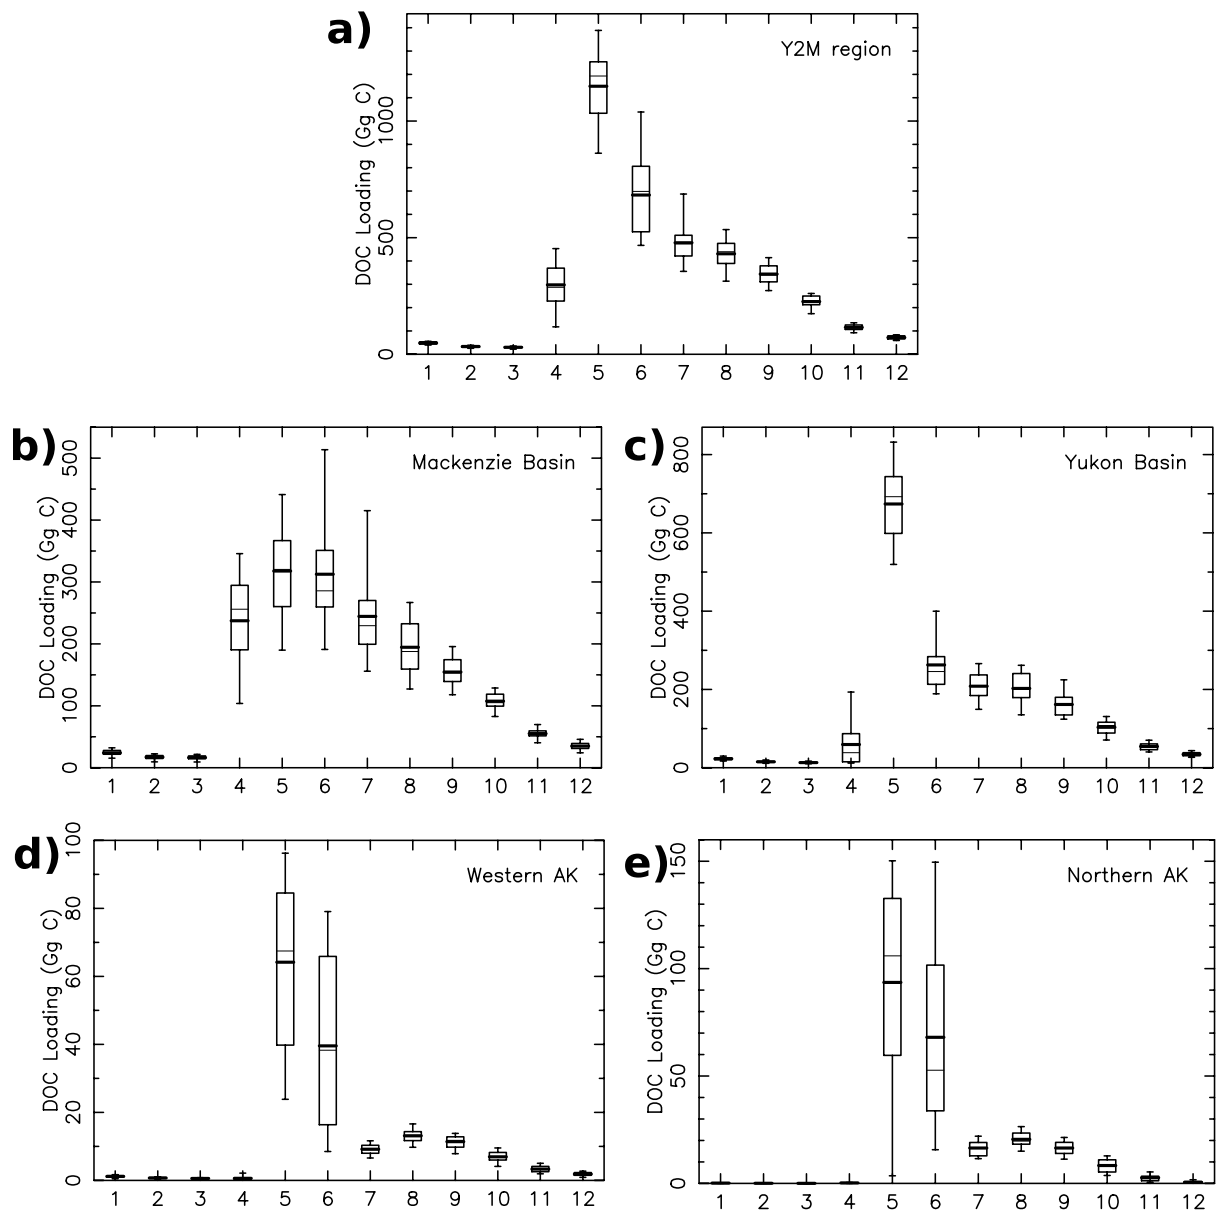 a)
Y2M region
DOC Loading (Gg C)
0 500 1000
1 2 3 4 5 6 7 8 9 10 11 12
b)
Mackenzie Basin
DOC Loading (Gg C)
0 100 200 300 400 500
1 2 3 4 5 6 7 8 9 10 11 12
c)
Yukon Basin
DOC Loading (Gg C)
0 200 400 600 800
1 2 3 4 5 6 7 8 9 10 11 12
d)
Western AK
DOC Loading (Gg C)
0 20 40 60 80 100
1 2 3 4 5 6 7 8 9 10 11 12
e)
Northern AK
DOC Loading (Gg C)
0 50 100 150
1 2 3 4 5 6 7 8 9 10 11 12